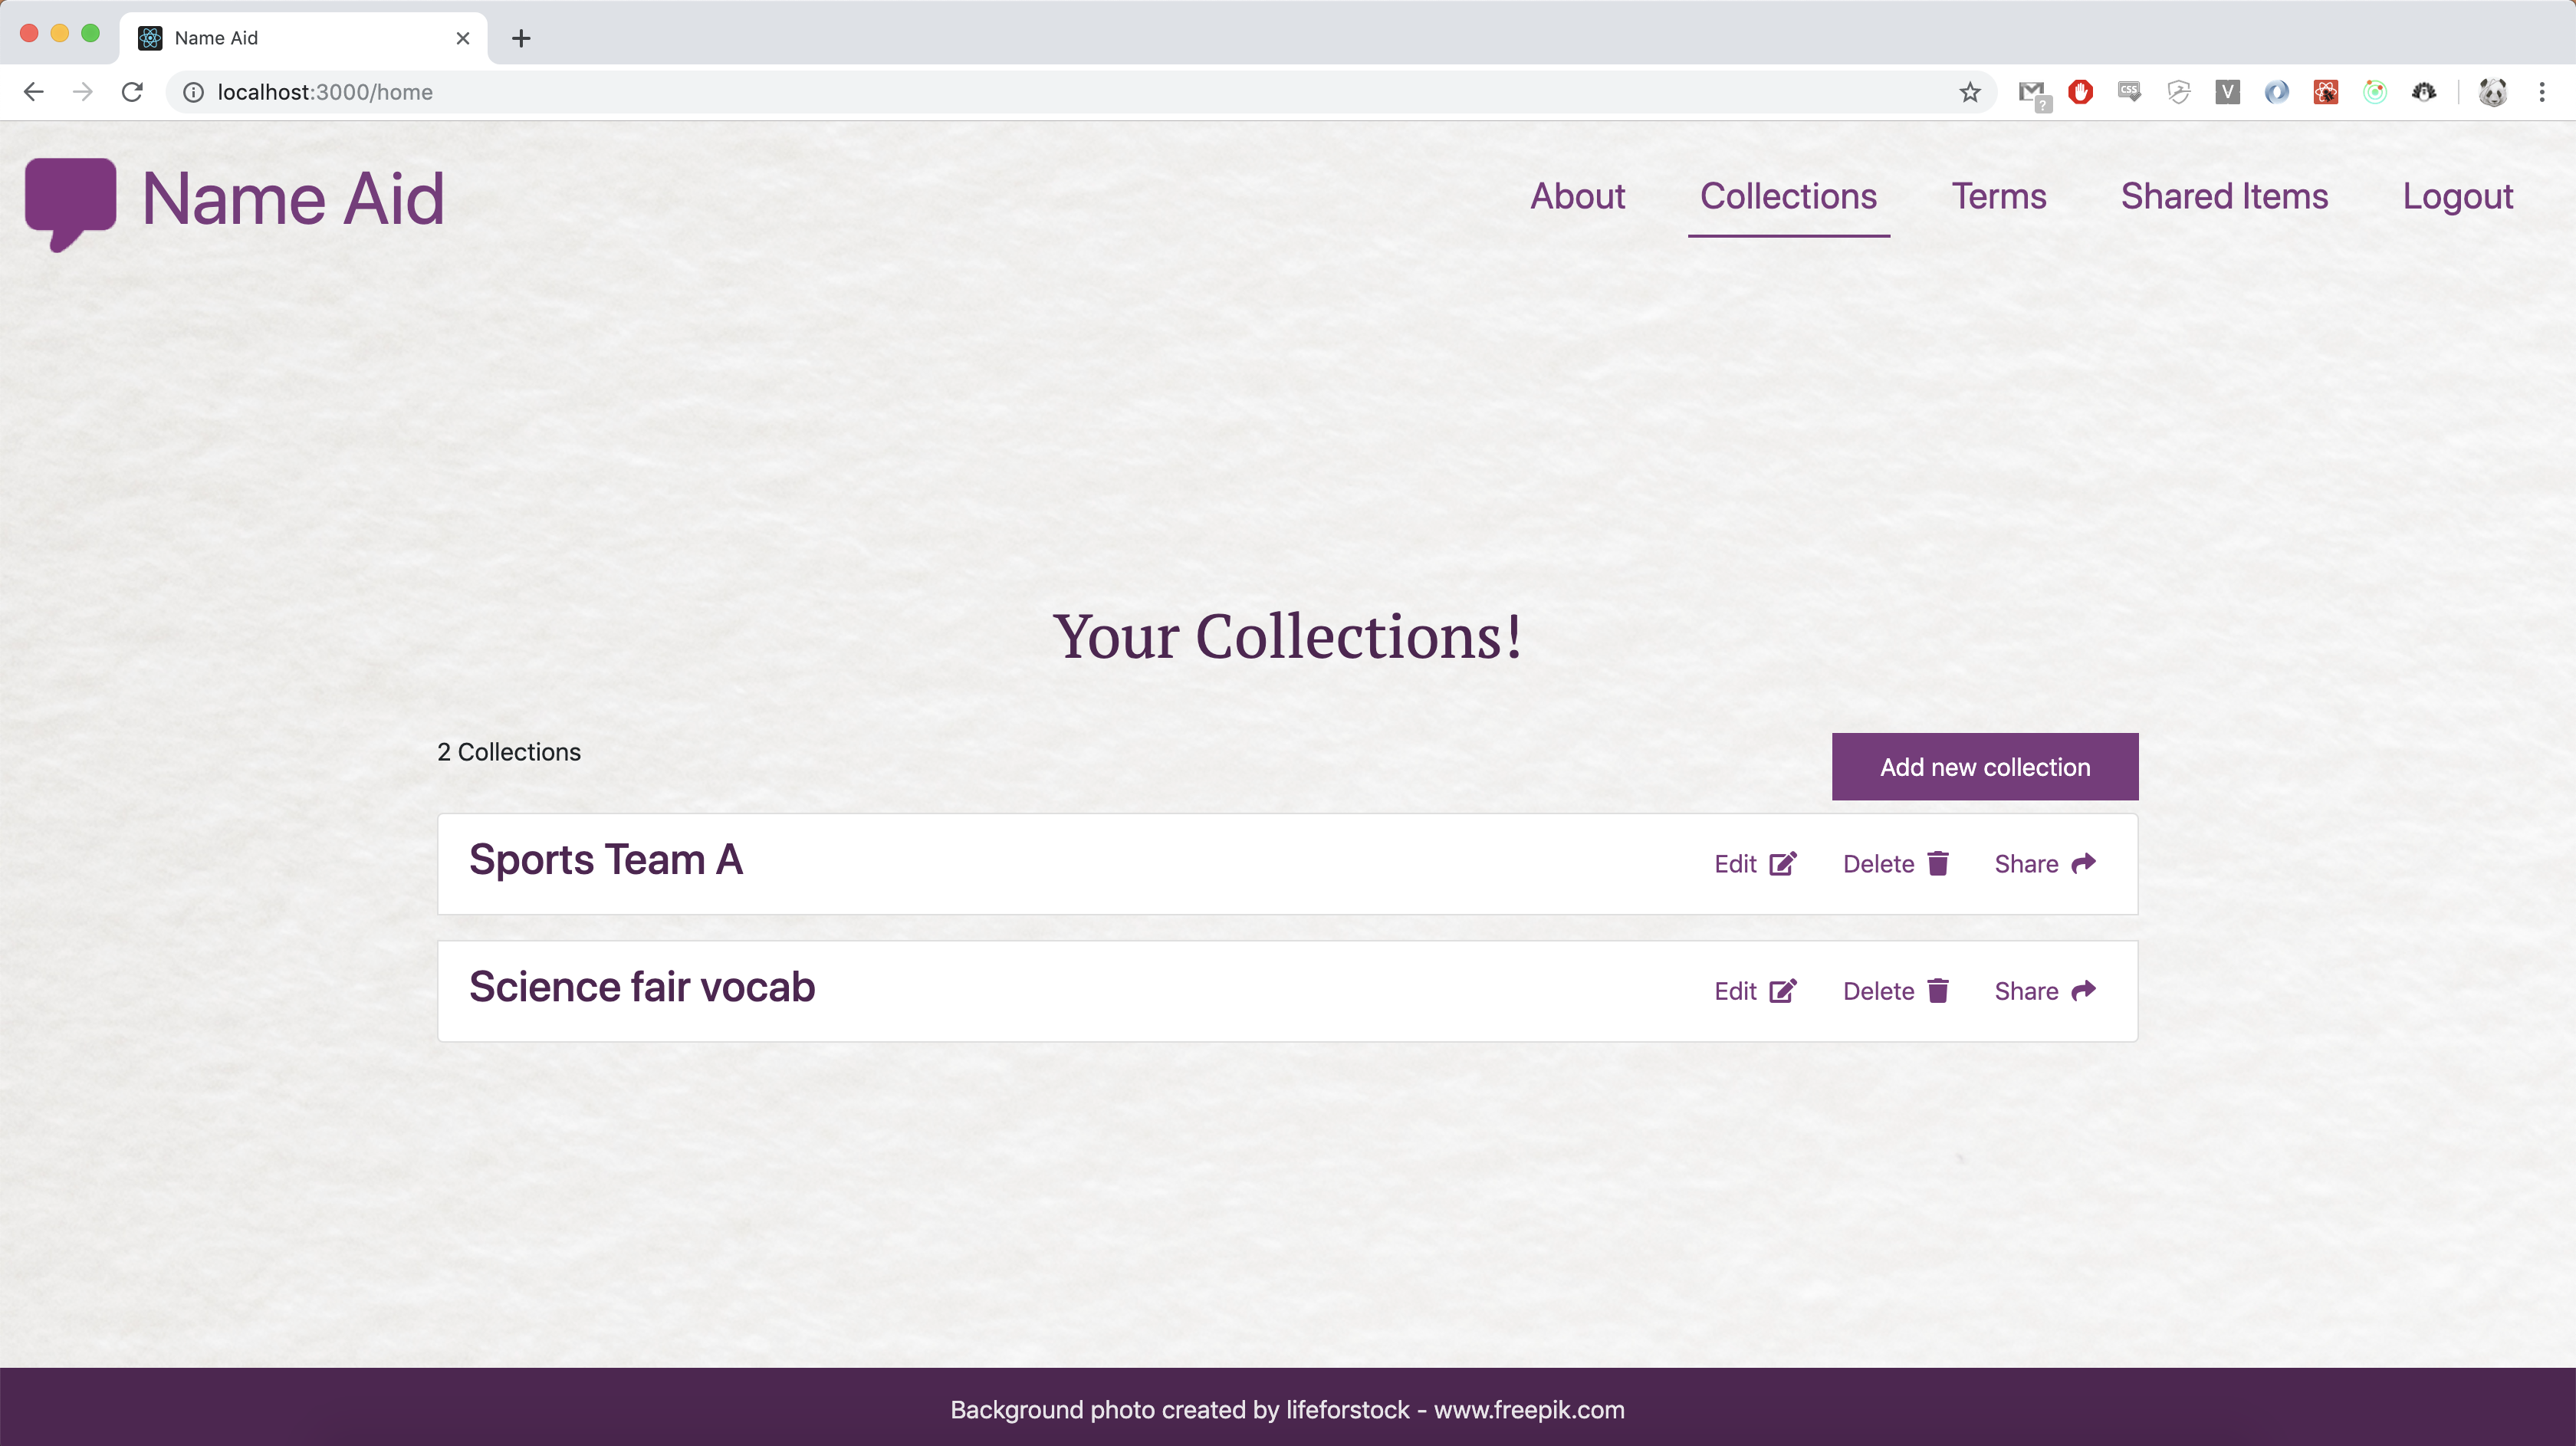 Name Aid
localhost:3000/home
?
CSS
V
Name Aid
About Collections Terms Shared Items Logout
Your Collections!
2 Collections
Add new collection
Sports Team A Edit Delete Share
Science fair vocab Edit Delete Share
Background photo created by lifeforstock - www.freepik.com